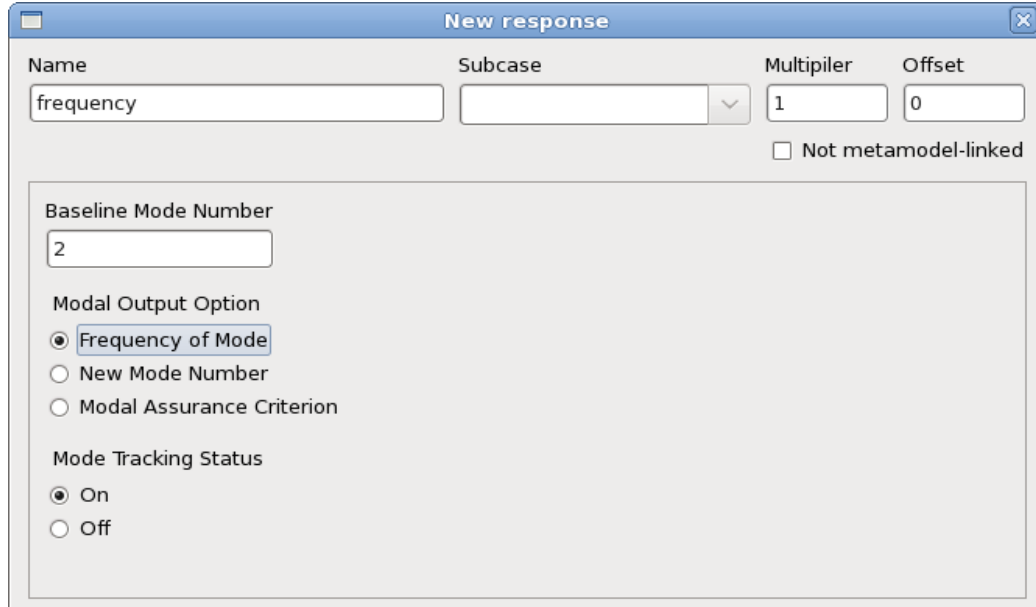 New response
Name Subcase Multipiler Offset
frequency 1 0
Not metamodel-linked
Baseline Mode Number
2
Modal Output Option
Frequency of Mode
New Mode Number
Modal Assurance Criterion
Mode Tracking Status
On
Off